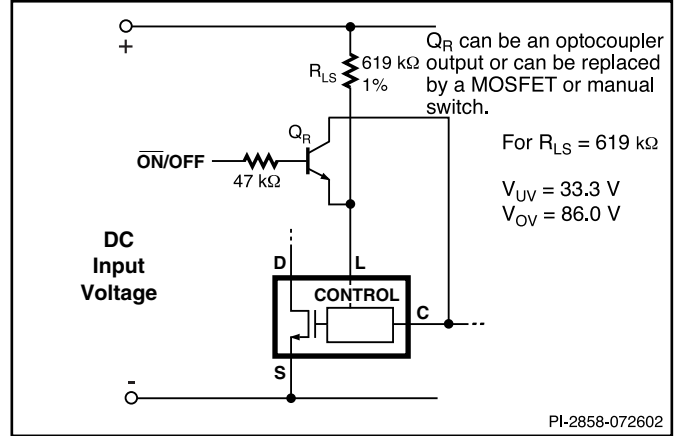 +
R_LS
619 kΩ
1%
Q_R can be an optocoupler
output or can be replaced
by a MOSFET or manual
switch.
Q_R
For R_LS = 619 kΩ
O̅N̅/OFF
47 kΩ
V_UV = 33.3 V
V_OV = 86.0 V
DC
Input
Voltage
D
L
CONTROL
C
S
-
PI-2858-072602